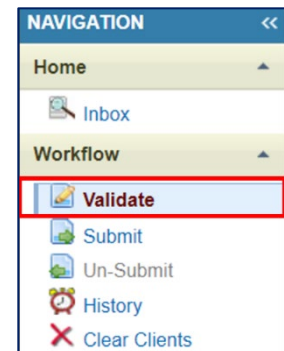 NAVIGATION <<
Home
Inbox
Workflow
Validate
Submit
Un-Submit
History
Clear Clients